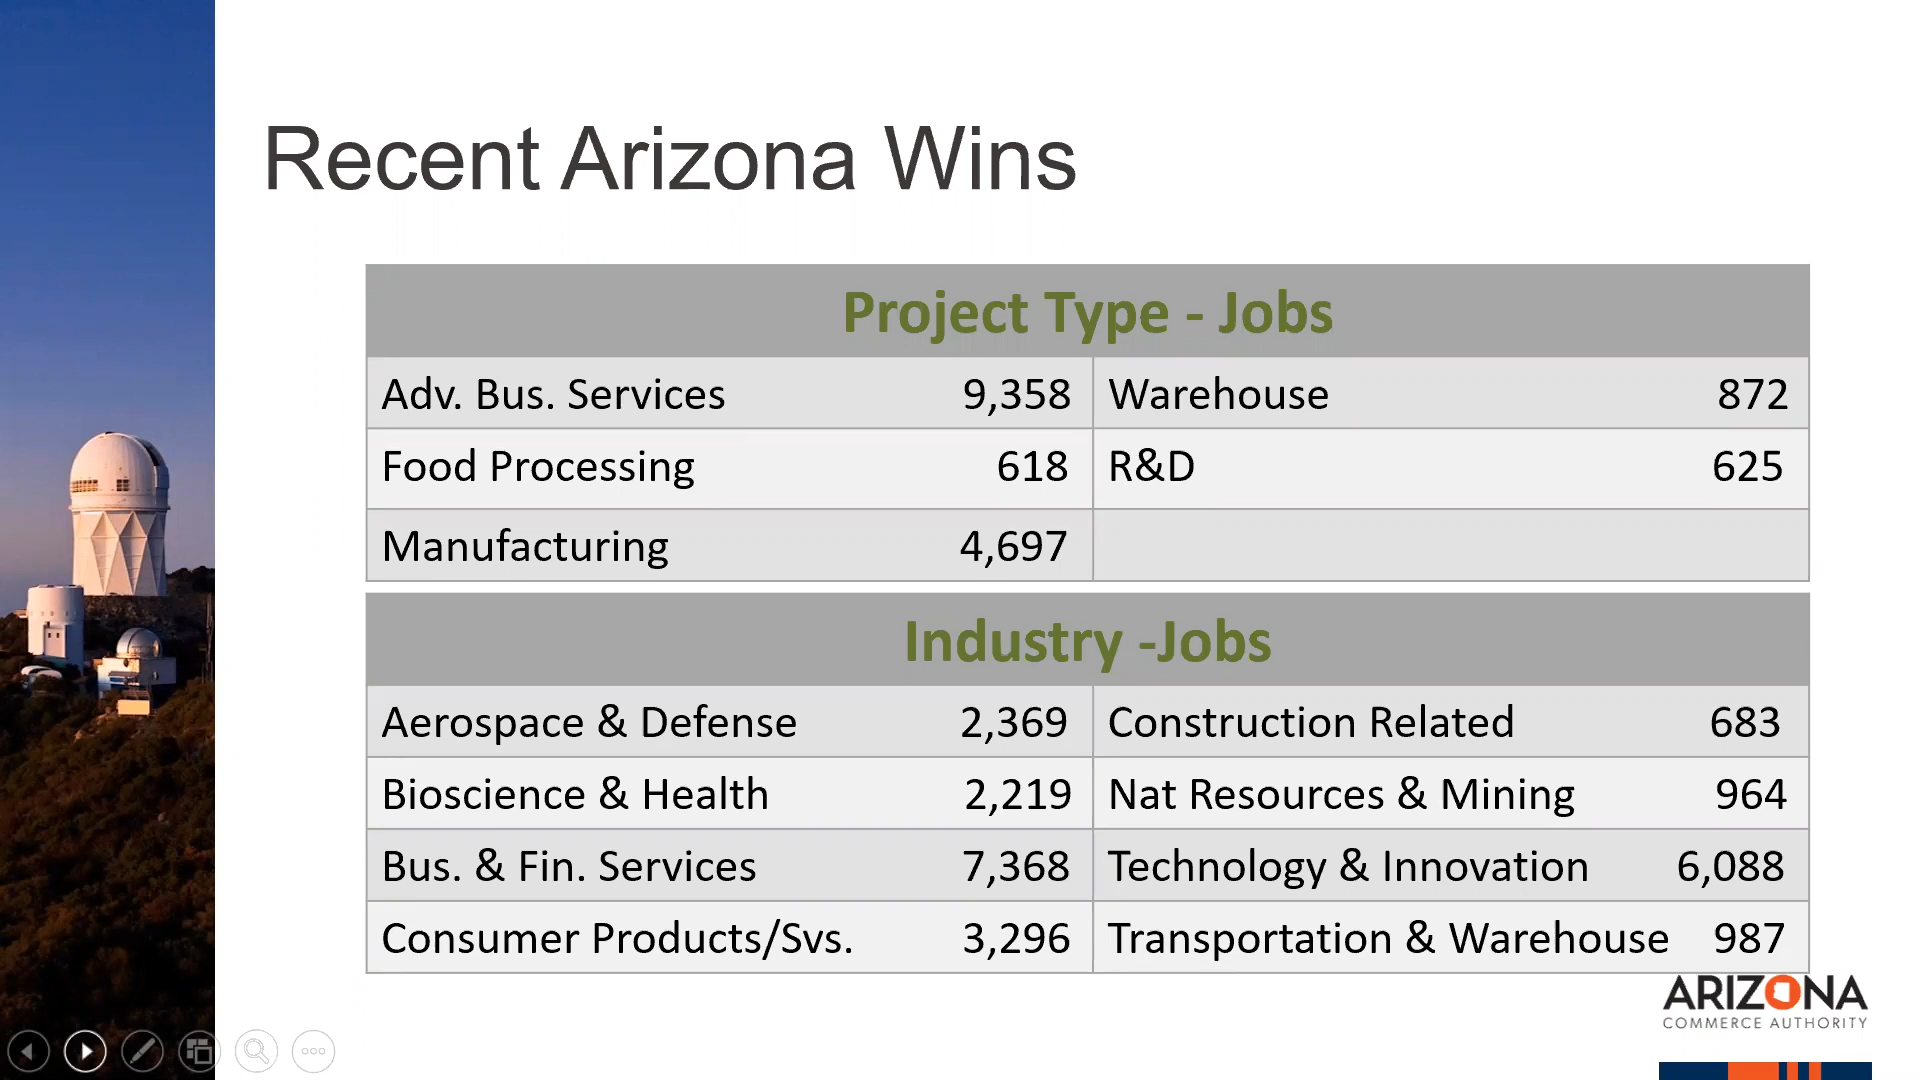 Recent Arizona Wins
Project Type - Jobs
Adv. Bus. Services 9,358 Warehouse 872
Food Processing 618 R&D 625
Manufacturing 4,697
Industry -Jobs
Aerospace & Defense 2,369 Construction Related 683
Bioscience & Health 2,219 Nat Resources & Mining 964
Bus. & Fin. Services 7,368 Technology & Innovation 6,088
Consumer Products/Svs. 3,296 Transportation & Warehouse 987
ARIZONA
COMMERCE AUTHORITY